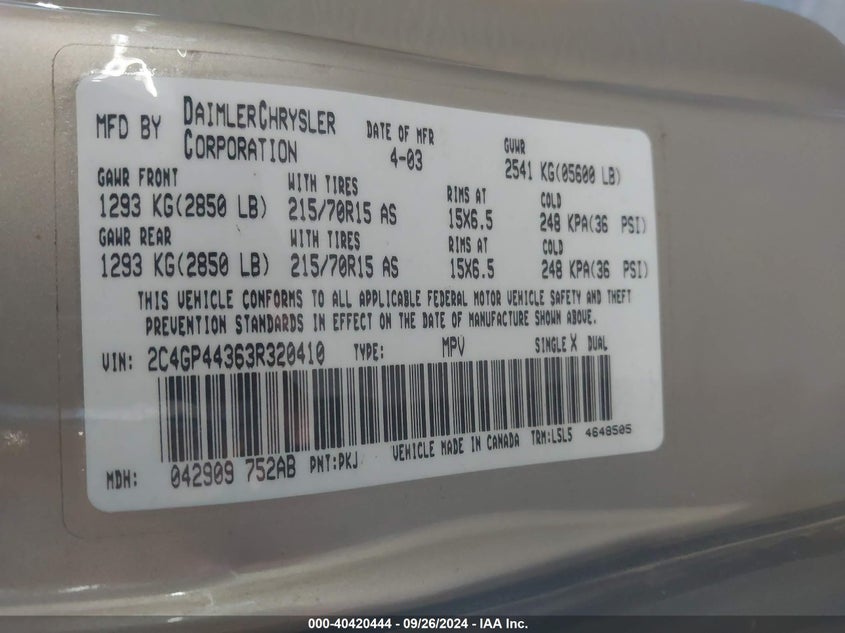 MFD BY DAIMLERCHRYSLER CORPORATION DATE OF MFR 4-03 GVWR 2541 KG(05600 LB)
GAWR FRONT WITH TIRES RIMS AT COLD
1293 KG(2850 LB) 215/70R15 AS 15X6.5 248 KPA(36 PSI)
GAWR REAR WITH TIRES RIMS AT COLD
1293 KG(2850 LB) 215/70R15 AS 15X6.5 248 KPA(36 PSI)
THIS VEHICLE CONFORMS TO ALL APPLICABLE FEDERAL MOTOR VEHICLE SAFETY AND THEFT
PREVENTION STANDARDS IN EFFECT ON THE DATE OF MANUFACTURE SHOWN ABOVE.
VIN: 2C4GP44363R320410 TYPE: MPV SINGLE X DUAL
MDH: 042909 752AB PNT:PKJ VEHICLE MADE IN CANADA TRM:L5L5 4648505
000-40420444 - 09/26/2024 - IAA Inc.